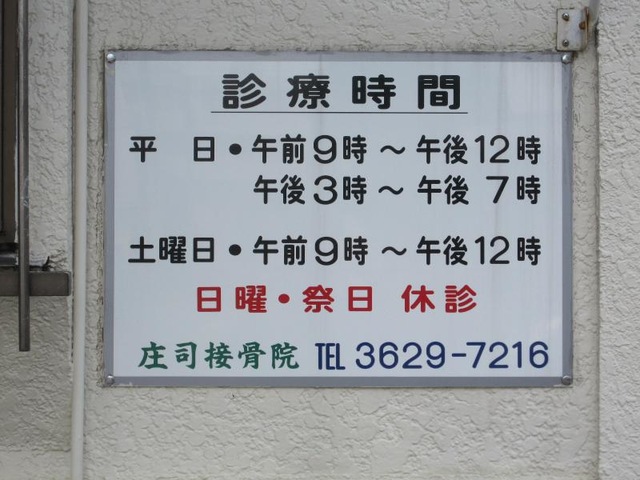 診療時間
平　日・午前9時～午後12時
午後3時～午後 7時
土曜日・午前9時～午後12時
日曜・祭日 休診
庄司接骨院 TEL 3629-7216